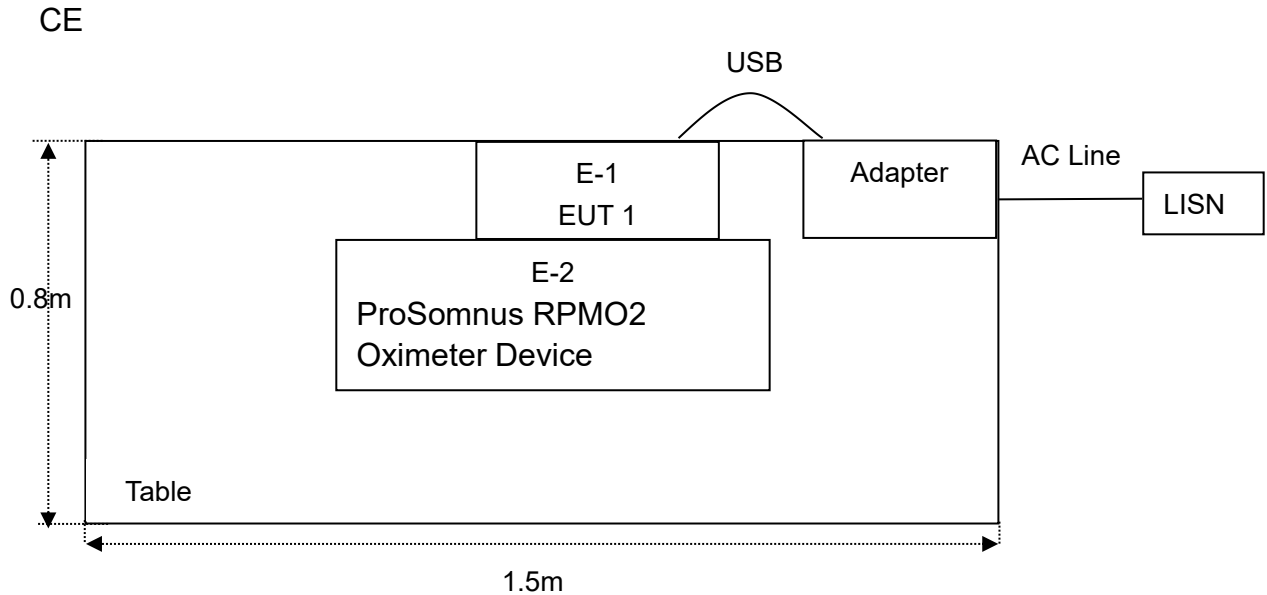 CE
USB
E-1
EUT 1
Adapter
AC Line
LISN
E-2
ProSomnus RPMO2
Oximeter Device
0.8m
Table
1.5m